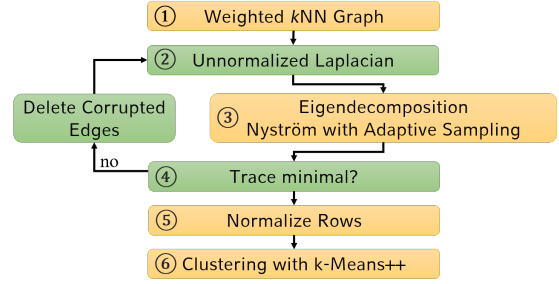 ① Weighted kNN Graph
② Unnormalized Laplacian
Delete Corrupted
Edges
③ Eigendecomposition
Nyström with Adaptive Sampling
no
④ Trace minimal?
⑤ Normalize Rows
⑥ Clustering with k-Means++